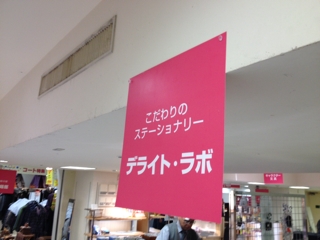 こだわりの
ステーショナリー
デライト・ラボ